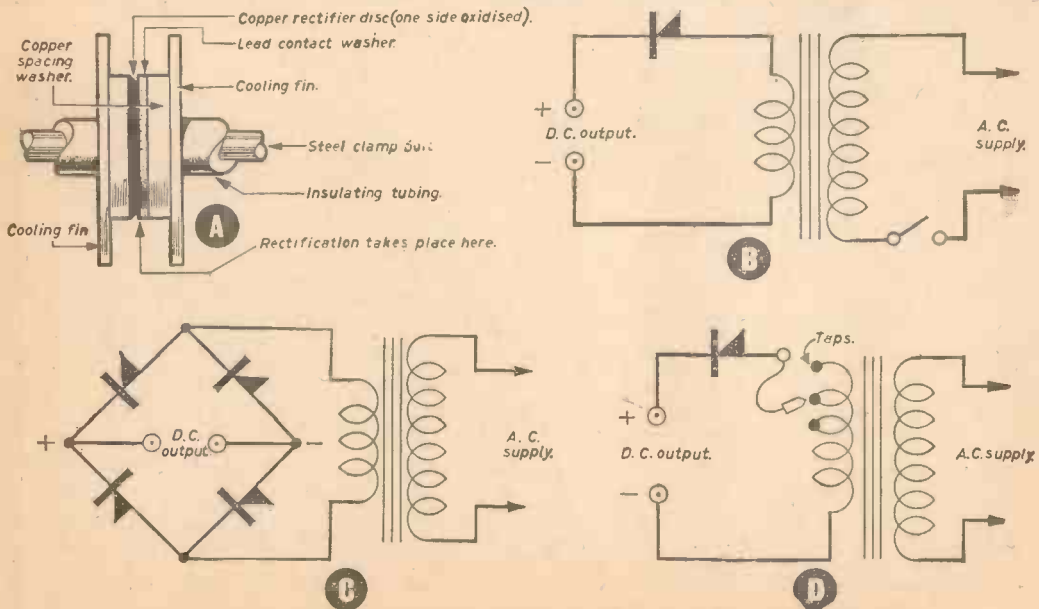 Copper rectifier disc (one side oxidised).
Lead contact washer.
Copper
spacing
washer.
Cooling fin.
Steel clamp
Insulating tubing.
Cooling fin
A
Rectification takes place here.
+
D.C. output.
-
A. C.
supply.
B
+
D.C.
output
-
A. C.
supply.
C
Taps.
+
D.C. output.
-
A.C. supply.
D